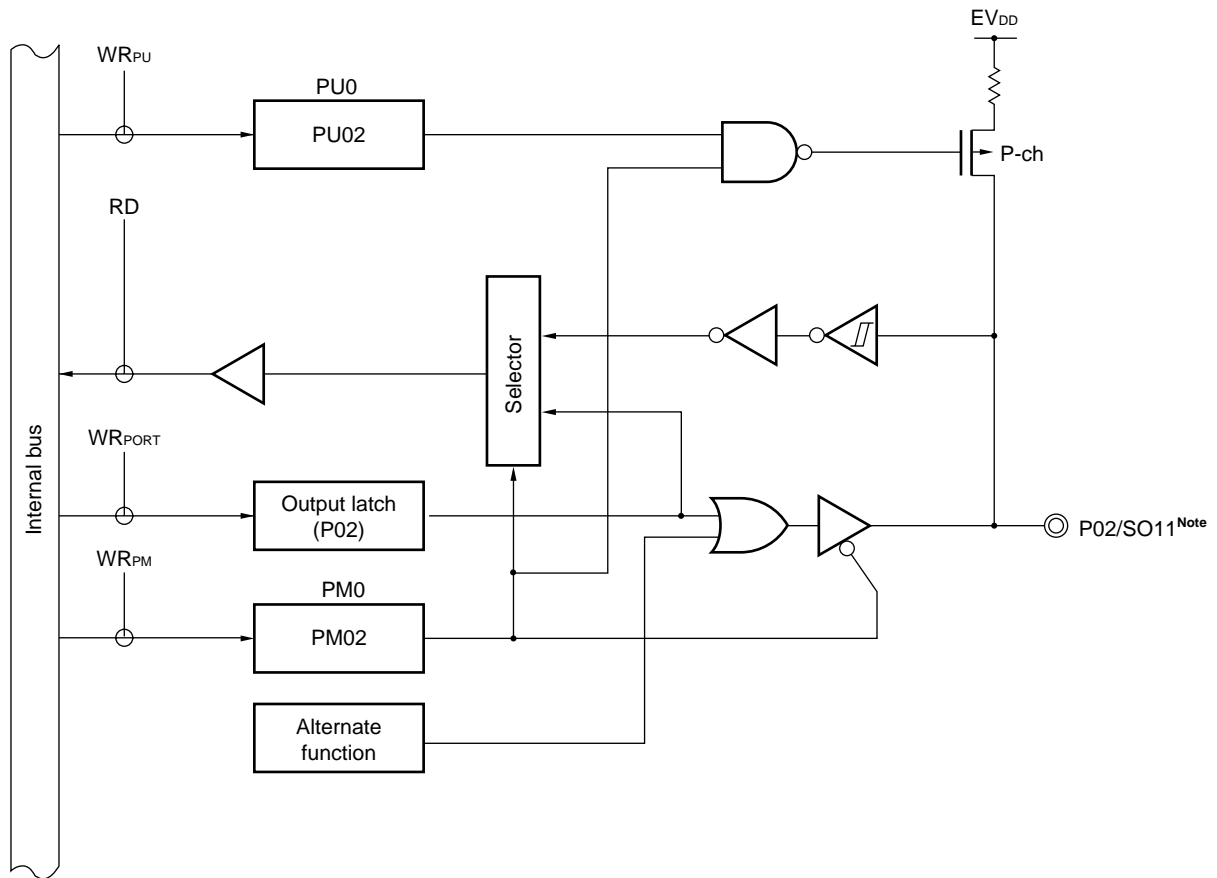 EVDD
WRPU
PU0
PU02
P-ch
RD
Selector
WRPORT
Internal bus
Output latch
(P02)
P02/SO11Note
WRPM
PM0
PM02
Alternate
function